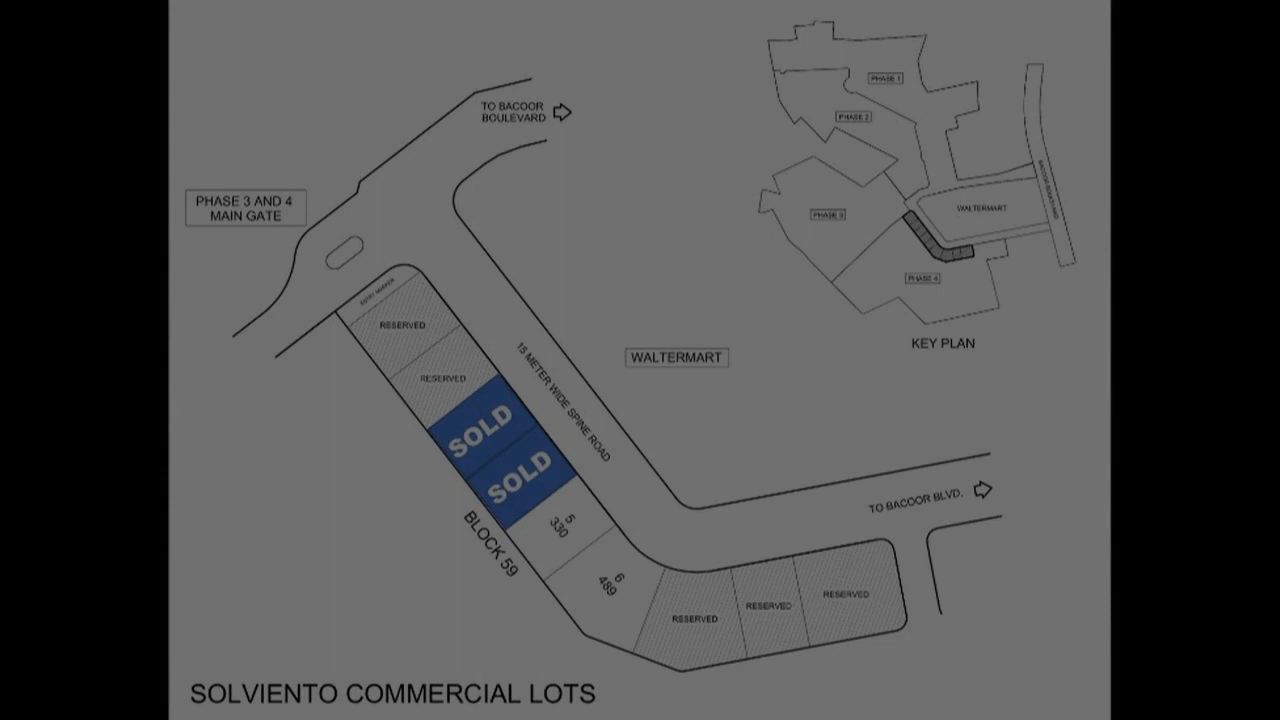 PHASE 1
PHASE 2
PHASE 3
WALTERMART
PHASE 4
KEY PLAN
TO BACOOR
BOULEVARD
PHASE 3 AND 4
MAIN GATE
ENTRY MARKER
RESERVED
RESERVED
SOLD
SOLD
5
330
6
489
15 METER WIDE SPINE ROAD
WALTERMART
TO BACOOR BLVD.
BLOCK 59
RESERVED
RESERVED
RESERVED
SOLVIENTO COMMERCIAL LOTS